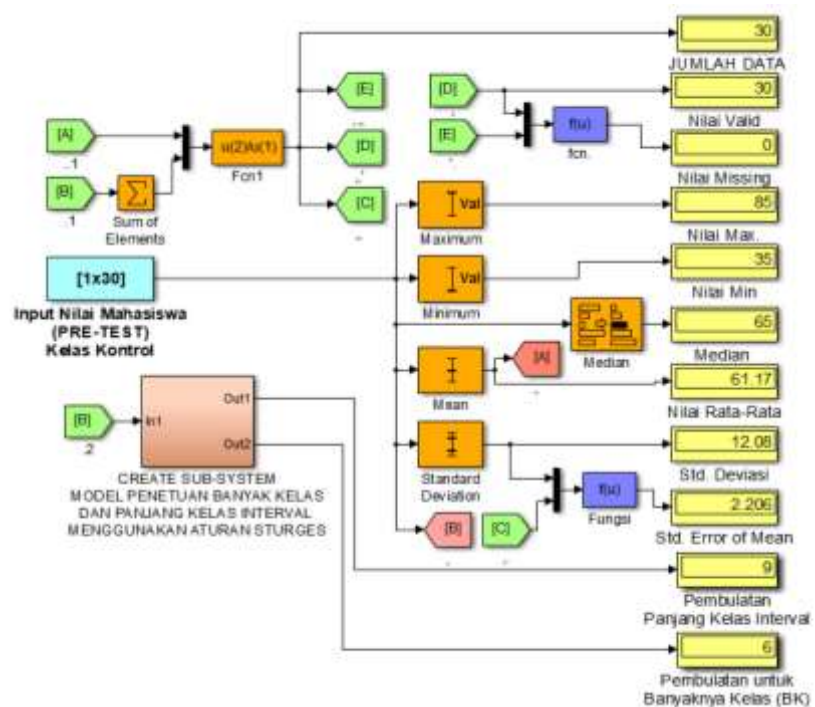 30
JUMLAH DATA
[A]
[E]
[D]
30
Nilai Valid
[B]
1
Sum of
Elements
u(2)/u(1)
Fcn1
[D]
[C]
[E]
f(u)
fcn.
0
Nilai Missing
Val
Maximum
85
Nilai Max.
[1x30]
Input Nilai Mahasiswa
(PRE-TEST)
Kelas Kontrol
Val
Minimum
35
Nilai Min
Median
65
Median
Mean
[A]
61.17
Nilai Rata-Rata
[B]
2
In1
Out1
Out2
CREATE SUB-SYSTEM
MODEL PENETUAN BANYAK KELAS
DAN PANJANG KELAS INTERVAL
MENGGUNAKAN ATURAN STURGES
Standard
Deviation
12.08
Std. Deviasi
[B]
[C]
f(u)
Fungsi
2.206
Std. Error of Mean
9
Pembulatan
Panjang Kelas Interval
6
Pembulatan untuk
Banyaknya Kelas (BK)